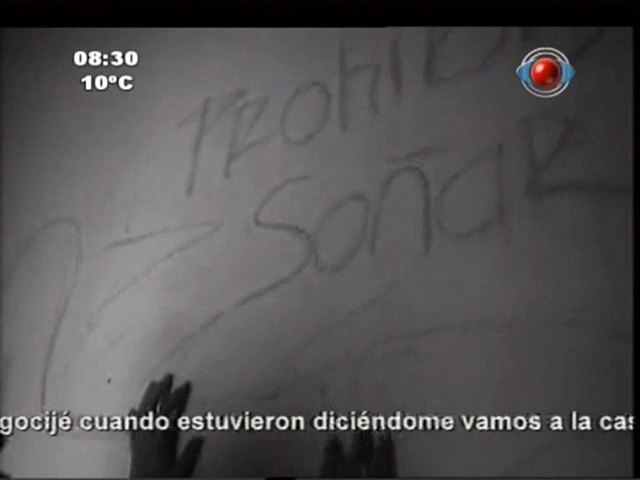 08:30
10ºC
PROHIBIDO
Soñar
gocijé cuando estuvieron diciéndome vamos a la cas